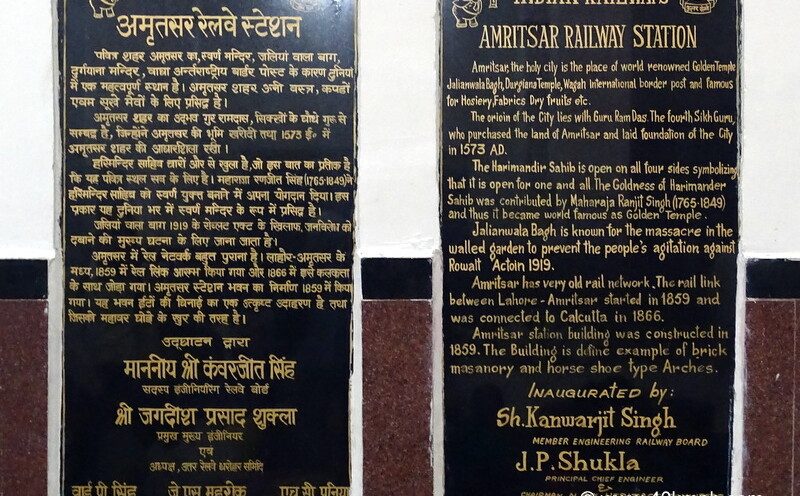 अमृतसर रेलवे स्टेशन
पवित्र शहर अमृतसर का, स्वर्ण मन्दिर, जलियां वाला बाग,
दुर्गयाना मन्दिर, वाघा अर्न्तराष्ट्रीय बार्डर पोस्ट के कारण दुनियां
में एक महत्वपूर्ण स्थान है। अमृतसर शहर अनी वस्त्र, कपडों
एवम सूखे मेवों के लिए प्रसिद्ध है।
अमृतसर शहर का उदभव गुरु रामदास, सिक्खों के चौथे गुरु से
सम्बद्ध है, जिन्होंने अमृतसर की भूमि खरीदी तथा 1573 ई० में
अमृतसर शहर की आधारशिला रखी।
हरिमन्दिर साहिब चारों और से खुला है, जो इस बात का प्रतीक है
कि यह पवित्र स्थल सब के लिए है। महाराजा रणजीत सिंह (1765-1849) ने
हरिमन्दिर साहिब को स्वर्ण युक्त बनाने में अपना योगदान दिया। इस
प्रकार यह दुनिया भर में स्वर्ण मन्दिर के रूप में प्रसिद्ध है।
जलियां वाला बाग 1919 के रोल्लट एक्ट के खिलाफ, जनविरोध को
दबाने की मुख्य घटना के लिए जाना जाता है।
अमृतसर में रेल नेटवर्क बहुत पुराना है। लाहौर-अमृतसर के
मध्य, 1859 में रेल लिंक आरम्भ किया गया और 1866 में इसे कलकत्ता
के साथ जोड़ा गया। अमृतसर स्टेशन भवन का निर्माण 1859 में किया
गया। यह भवन ईंटों की चिनाई का एक उत्कृष्ट उदाहरण है तथा
जिसकी महावर घोड़े के खुर की तरह है।
उदघाटन द्वारा
माननीय श्री कंवरजीत सिंह
सदस्य इंजीनियरिंग रेलवे बोर्ड
श्री जगदीश प्रसाद शुक्ला
प्रमुख मुख्य इंजीनियर
एवं
अध्यक्ष, उतर रेलवे धरोहर समिति
वाई पी सिंह जे एस महरोक एच सी पुनिया
INDIAN RAILWAYS
AMRITSAR RAILWAY STATION
Amritsar, the holy city is the place of world renowned Golden Temple
Jalianwala Bagh, Durgiana Temple, Wagah International border post and famous
for Hosiery, Fabrics Dry fruits etc.
The origin of the City lies with Guru Ram Das. The fourth Sikh Guru,
who purchased the land of Amritsar and laid foundation of the City
in 1573 AD.
The Harimandir Sahib is open on all four sides symbolizing
that it is open for one and all The Goldness of Harimander
Sahib was contributed by Maharaja Ranjit Singh (1765-1849)
and thus it became world famous as Golden Temple.
Jalianwala Bagh is known for the massacre in the
walled garden to prevent the people's agitation against
Rowalt Actoin 1919.
Amritsar has very old rail network. The rail link
between Lahore - Amritsar started in 1859 and
was connected to Calcutta in 1866.
Amritsar station building was constructed in
1859. The Building is define example of brick
masanory and horse shoe type Arches.
INAUGURATED by:
Sh. Kanwarjit Singh
MEMBER ENGINEERING RAILWAY BOARD
J.P. Shukla
PRINCIPAL CHIEF ENGINEER